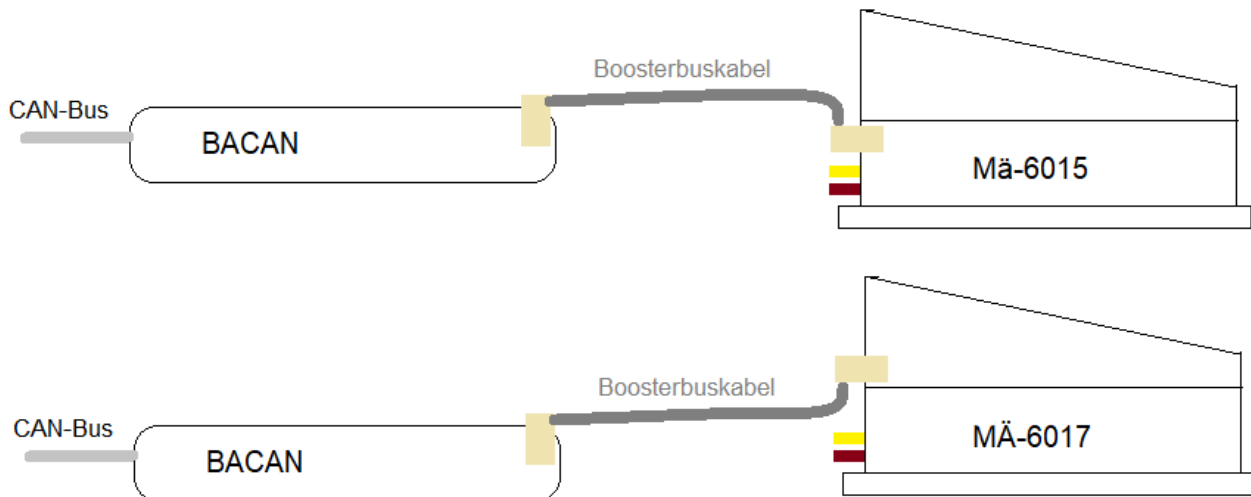 Boosterbuskabel
CAN-Bus
BACAN
Mä-6015
Boosterbuskabel
CAN-Bus
BACAN
MÄ-6017